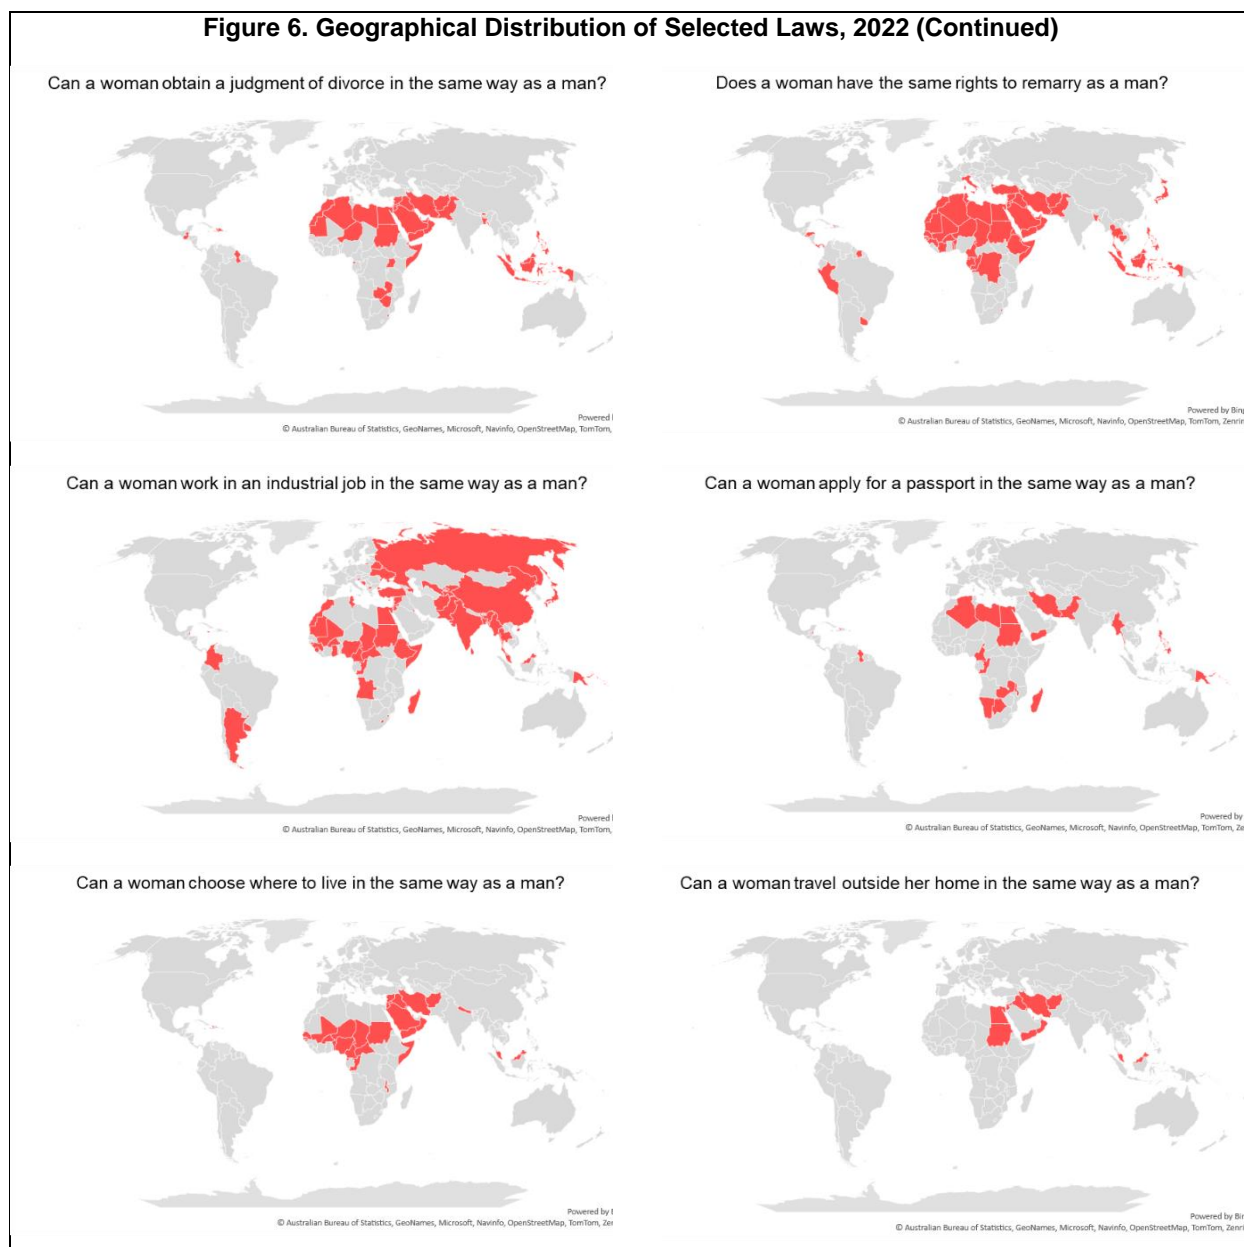 Figure 6. Geographical Distribution of Selected Laws, 2022 (Continued)
Can a woman obtain a judgment of divorce in the same way as a man?
Does a woman have the same rights to remarry as a man?
Powered
© Australian Bureau of Statistics, GeoNames, Microsoft, Navinfo, OpenStreetMap, TomTom,
Powered by Bing
© Australian Bureau of Statistics, GeoNames, Microsoft, Navinfo, OpenStreetMap, TomTom, Zenrin
Can a woman work in an industrial job in the same way as a man?
Can a woman apply for a passport in the same way as a man?
Powered
© Australian Bureau of Statistics, GeoNames, Microsoft, Navinfo, OpenStreetMap, TomTom,
Powered by
© Australian Bureau of Statistics, GeoNames, Microsoft, Navinfo, OpenStreetMap, TomTom, Ze
Can a woman choose where to live in the same way as a man?
Can a woman travel outside her home in the same way as a man?
Powered by
© Australian Bureau of Statistics, GeoNames, Microsoft, Navinfo, OpenStreetMap, TomTom, Zen
Powered by Bin
© Australian Bureau of Statistics, GeoNames, Microsoft, Navinfo, OpenStreetMap, TomTom, Zenrin